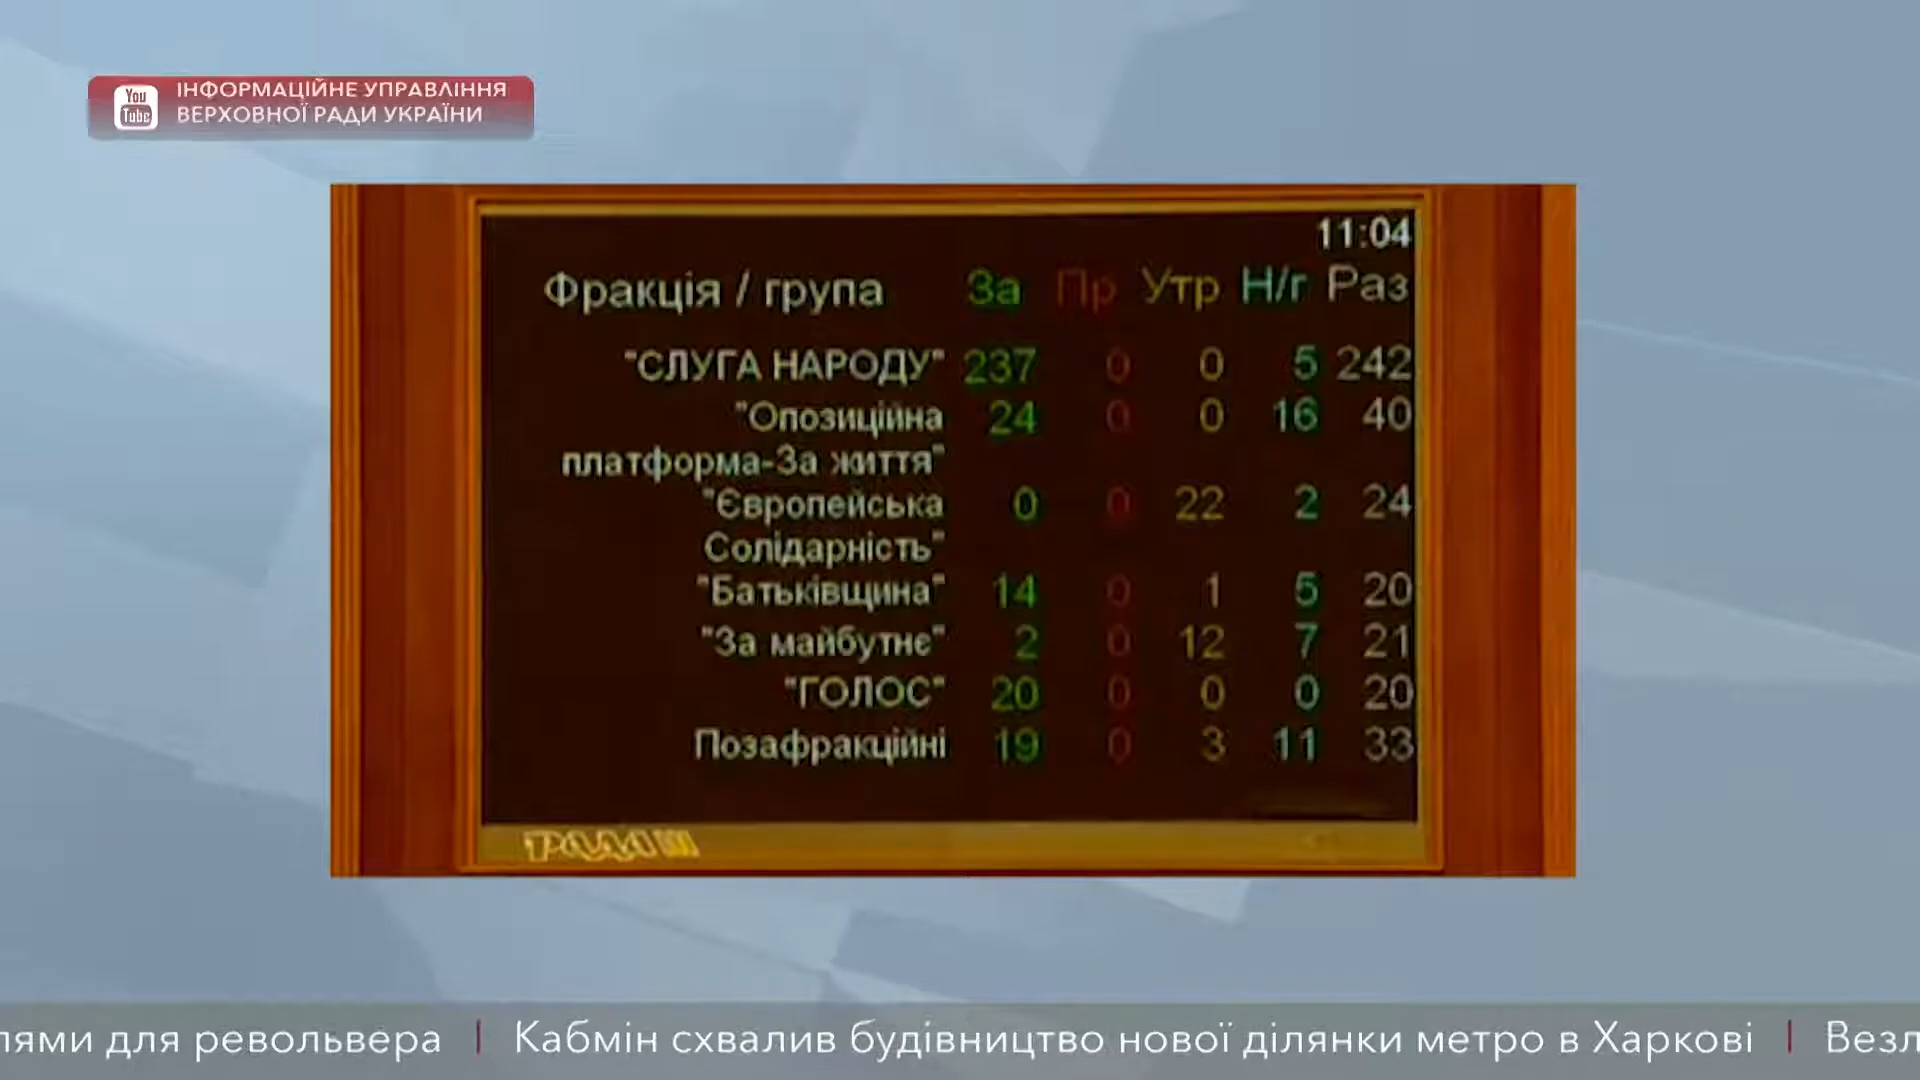 You
Tube
ІНФОРМАЦІЙНЕ УПРАВЛІННЯ
ВЕРХОВНОЇ РАДИ УКРАЇНИ
11:04
Фракція / група За Пр Утр Н/г Раз
"СЛУГА НАРОДУ" 237 0 0 5 242
"Опозиційна 24 0 0 16 40
платформа-За життя"
"Європейська 0 0 22 2 24
Солідарність"
"Батьківщина" 14 0 1 5 20
"За майбутнє" 2 0 12 7 21
"ГОЛОС" 20 0 0 0 20
Позафракційні 19 0 3 11 33
лями для револьвера | Кабмін схвалив будівництво нової ділянки метро в Харкові | Везл